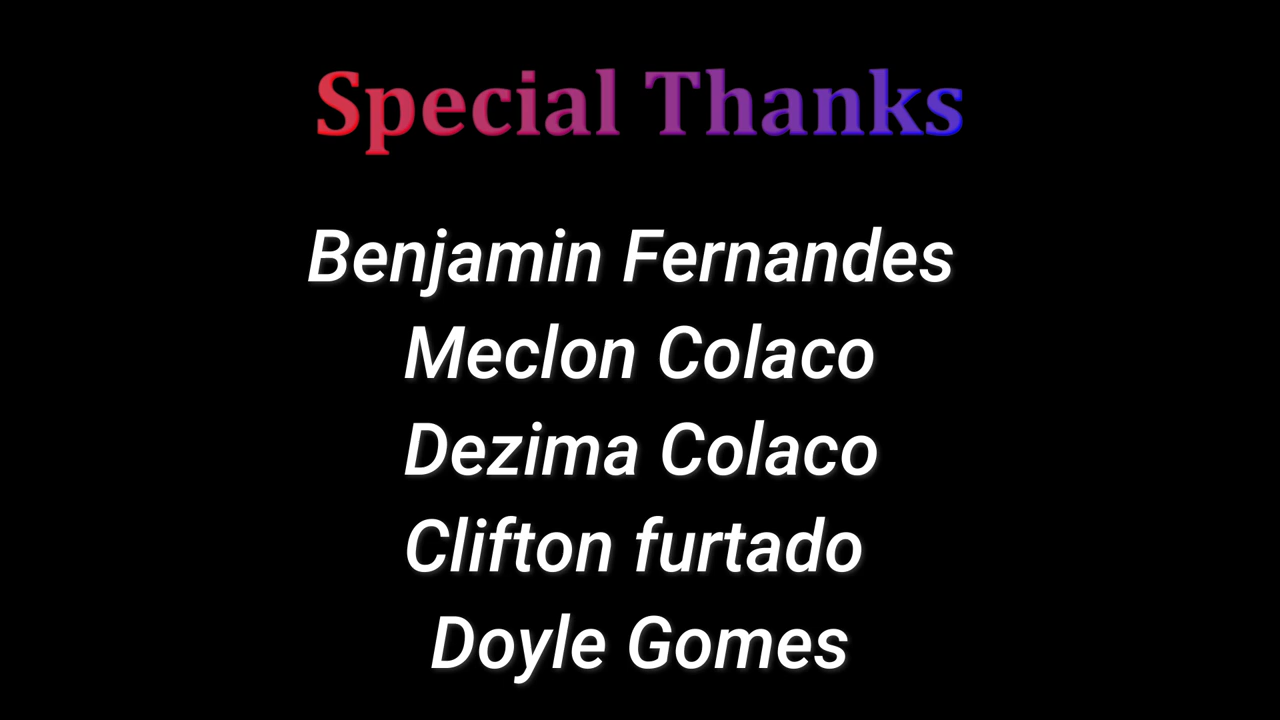 Special Thanks
Benjamin Fernandes
Meclon Colaco
Dezima Colaco
Clifton furtado
Doyle Gomes